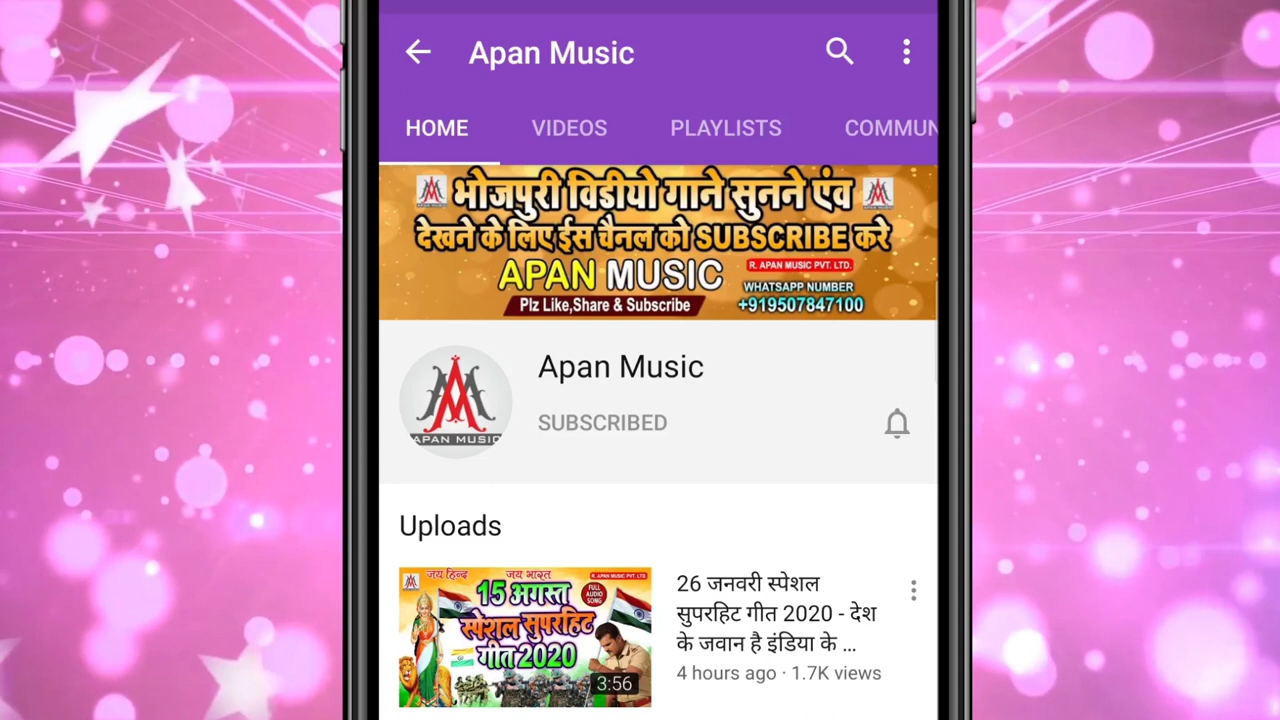 Apan Music
HOME VIDEOS PLAYLISTS COMMUN
भोजपुरी विडीयो गाने सुनने एंव
देखने के लिए ईस चैनल को SUBSCRIBE करे
APAN MUSIC
R. APAN MUSIC PVT. LTD.
WHATSAPP NUMBER
Plz Like,Share & Subscribe
+919507847100
Apan Music
SUBSCRIBED
APAN MUSIC
Uploads
जय हिन्द जय भारत
R. APAN MUSIC PVT. LTD
15 अगस्त
FULL
AUDIO
SONG
स्पेशल सुपरहिट
गीत 2020
3:56
26 जनवरी स्पेशल
सुपरहिट गीत 2020 - देश
के जवान है इंडिया के ...
4 hours ago · 1.7K views